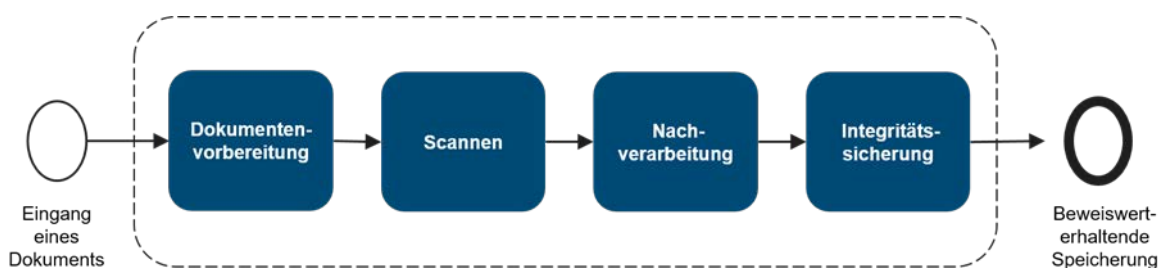 Eingang
eines
Dokuments
Dokumenten-
vorbereitung
Scannen
Nach-
verarbeitung
Integritäts-
sicherung
Beweiswert-
erhaltende
Speicherung